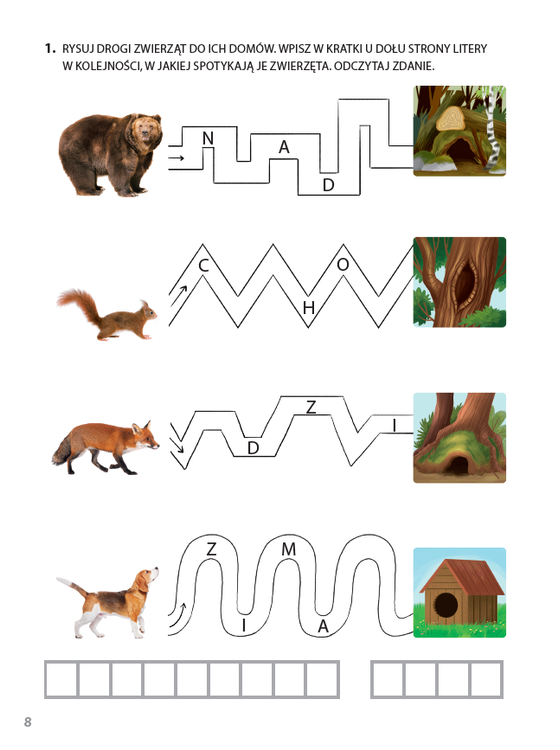 1. RYSUJ DROGI ZWIERZĄT DO ICH DOMÓW. WPISZ W KRATKI U DOŁU STRONY LITERY
W KOLEJNOŚCI, W JAKIEJ SPOTYKAJĄ JE ZWIERZĘTA. ODCZYTAJ ZDANIE.
N A D
C H O
D Z I
Z I M A
8